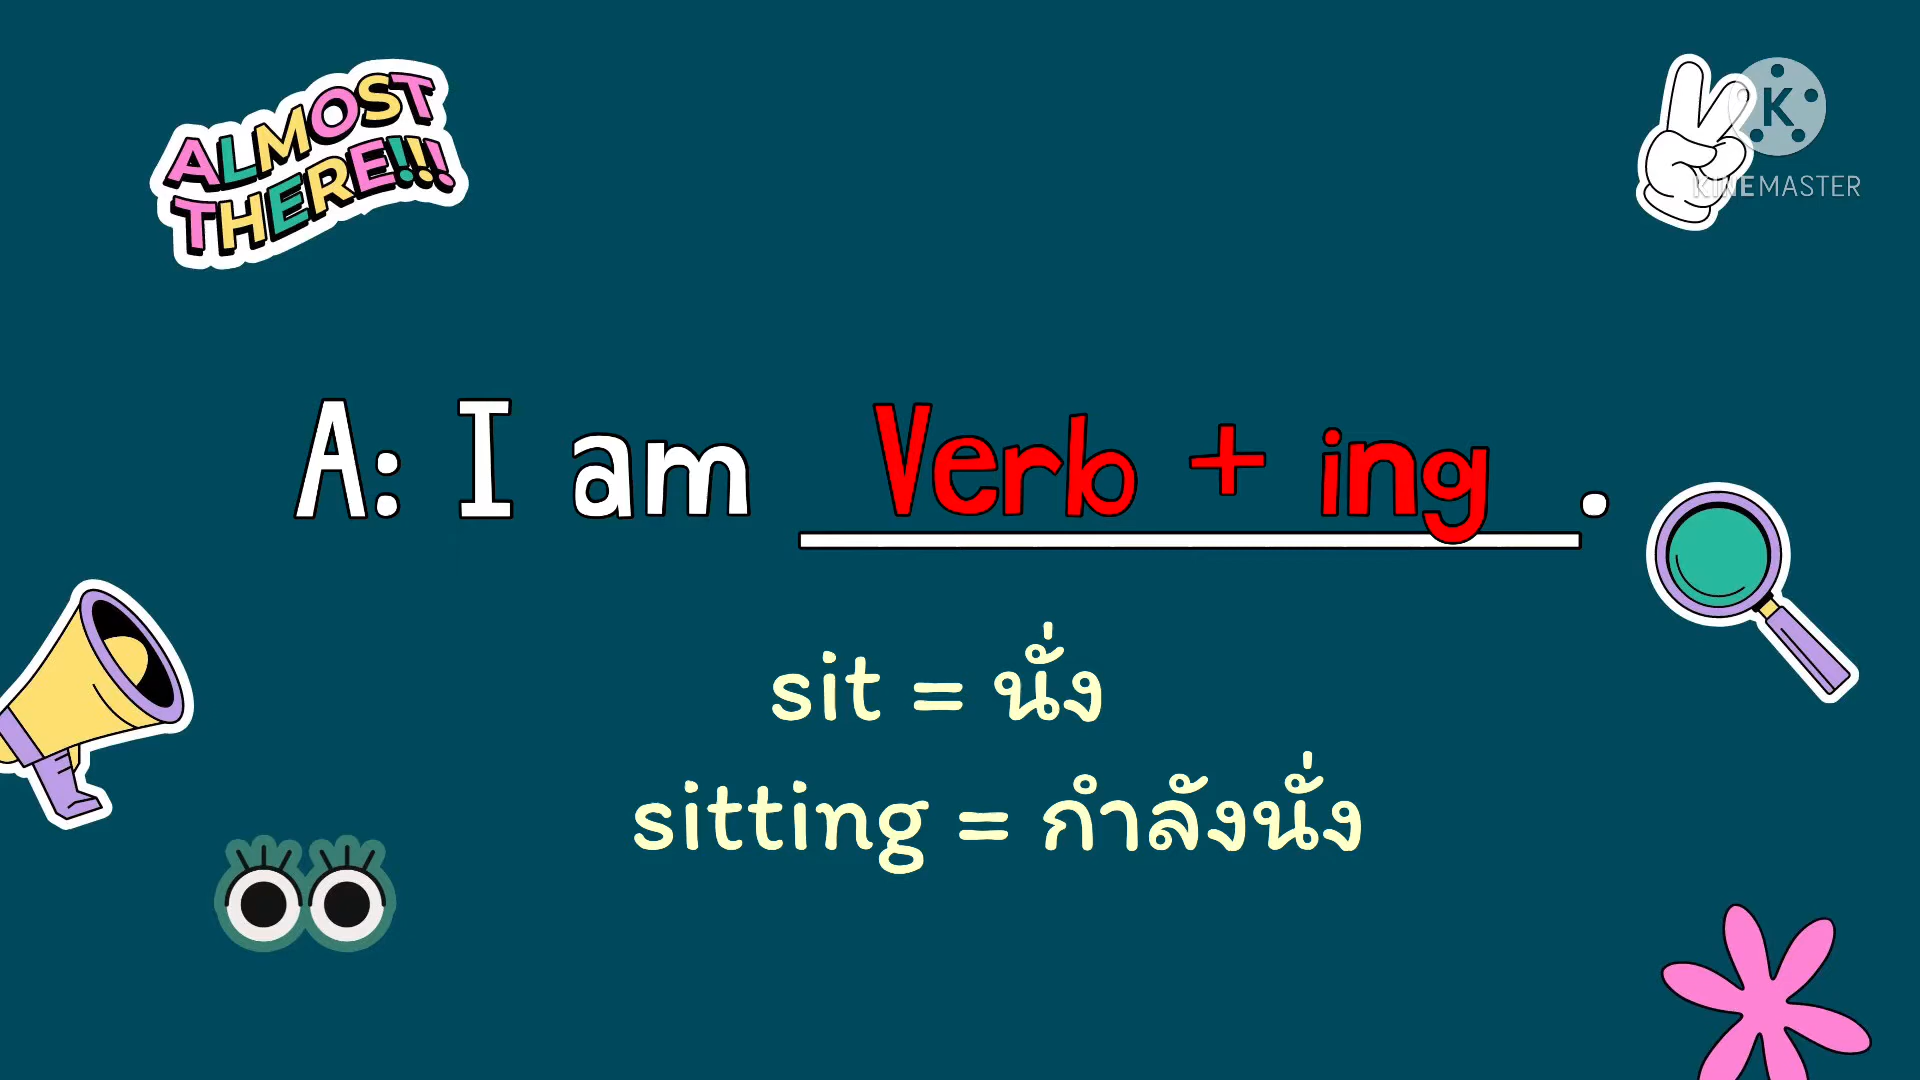 ALMOST
THERE!!!
K
KINEMASTER
A: I am Verb + ing .
sit = นั่ง
sitting = กำลังนั่ง